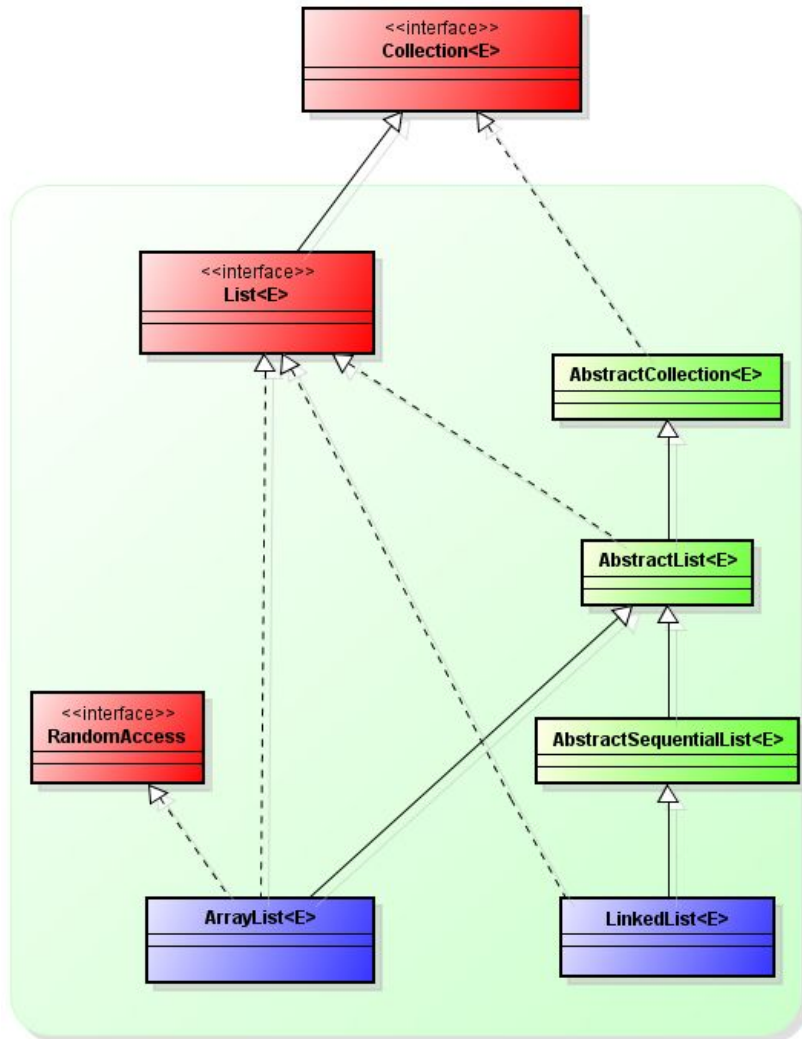 <<interface>>
Collection<E>
<<interface>>
List<E>
AbstractCollection<E>
AbstractList<E>
<<interface>>
RandomAccess
AbstractSequentialList<E>
ArrayList<E>
LinkedList<E>